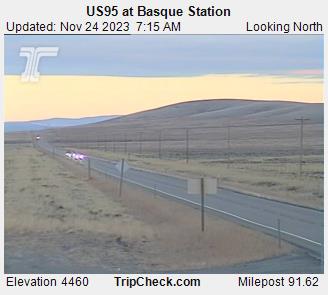 US95 at Basque Station
Updated: Nov 24 2023 7:15 AM Looking North
Elevation 4460 TripCheck.com Milepost 91.62